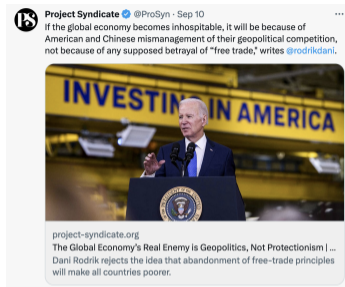 PS
Project Syndicate @ProSyn · Sep 10
If the global economy becomes inhospitable, it will be because of
American and Chinese mismanagement of their geopolitical competition,
not because of any supposed betrayal of "free trade," writes @rodrikdani.
INVESTING IN AMERICA
project-syndicate.org
The Global Economy's Real Enemy is Geopolitics, Not Protectionism | ...
Dani Rodrik rejects the idea that abandonment of free-trade principles
will make all countries poorer.